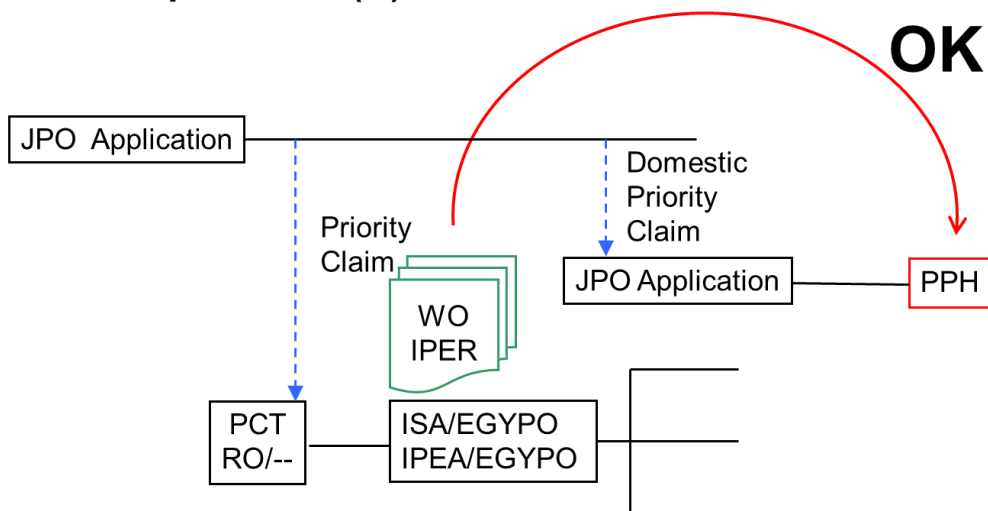 OK
JPO Application
Domestic
Priority
Claim
Priority
Claim
JPO Application
PPH
WO
IPER
PCT
RO/--
ISA/EGYPO
IPEA/EGYPO